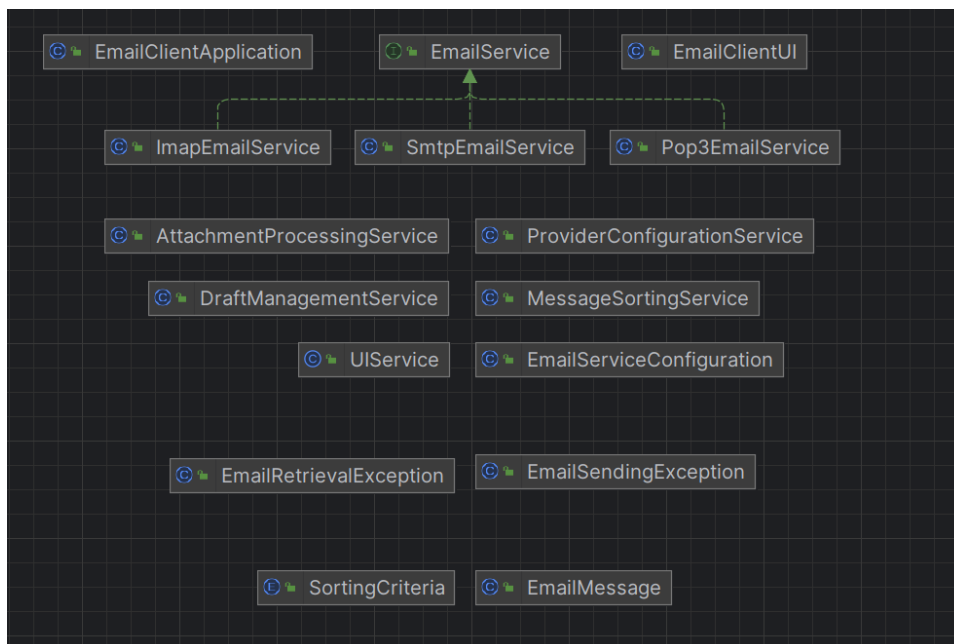 EmailClientApplication
EmailService
EmailClientUI
ImapEmailService
SmtpEmailService
Pop3EmailService
AttachmentProcessingService
ProviderConfigurationService
DraftManagementService
MessageSortingService
UIService
EmailServiceConfiguration
EmailRetrievalException
EmailSendingException
SortingCriteria
EmailMessage